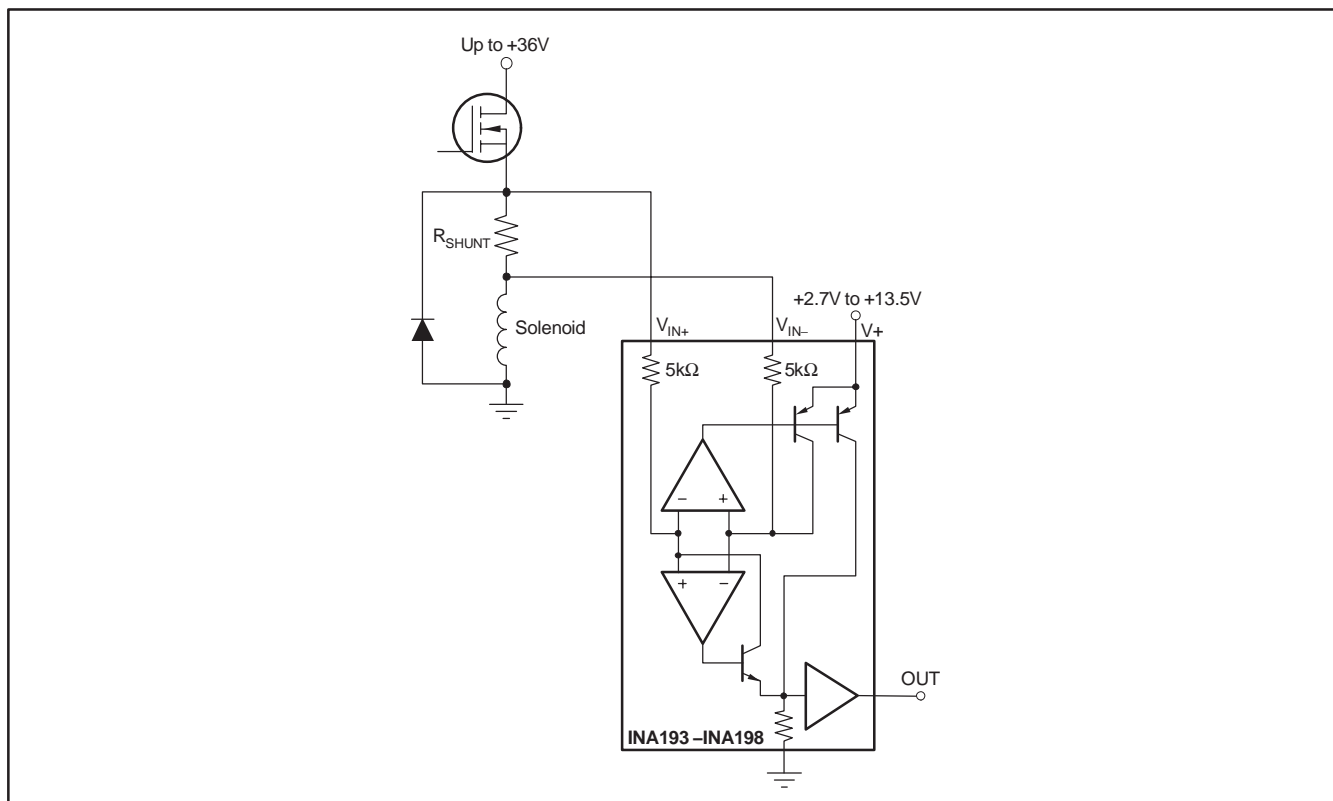 Up to +36V
R_SHUNT
Solenoid
+2.7V to +13.5V
V_IN+
V_IN–
V+
5kΩ
5kΩ
−
+
+
−
OUT
INA193 –INA198